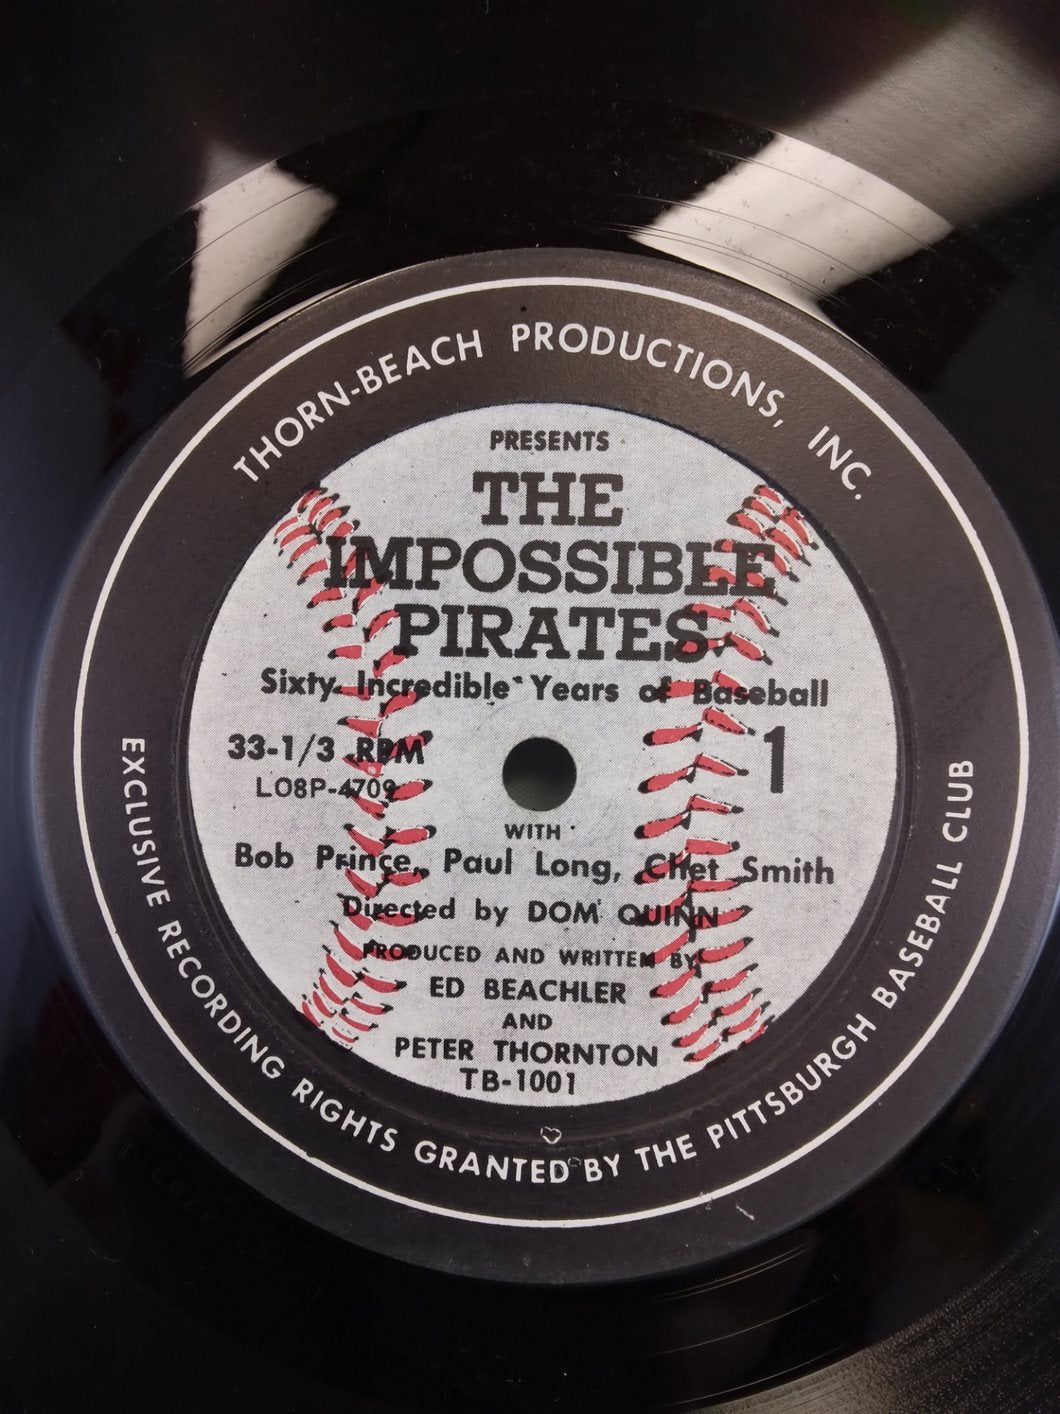 THORN-BEACH PRODUCTIONS, INC.
PRESENTS
THE
IMPOSSIBLE
PIRATES
Sixty Incredible Years of Baseball
33-1/3 RPM
1
LO8P-4709
WITH
Bob Prince, Paul Long, Chet Smith
Directed by DOM QUINN
PRODUCED AND WRITTEN BY
ED BEACHLER
AND
PETER THORNTON
TB-1001
EXCLUSIVE RECORDING RIGHTS GRANTED BY THE PITTSBURGH BASEBALL CLUB